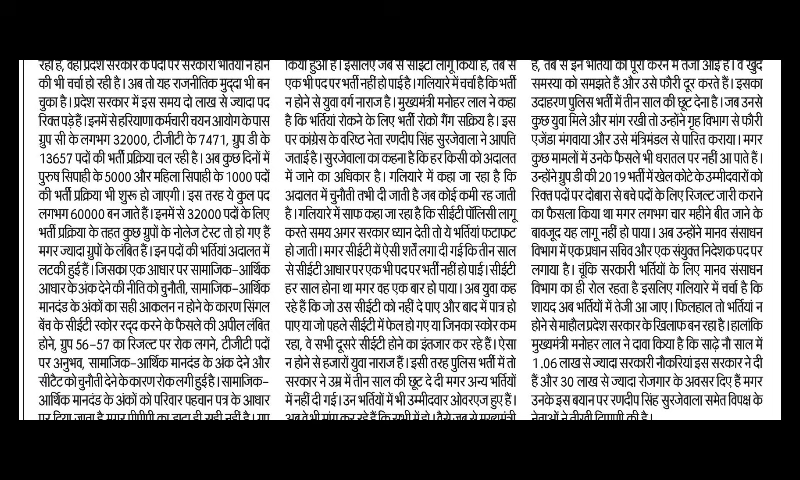 रही है, वहीं प्रदेश सरकार के पदों पर सरकारी भर्तियां न होने
की भी चर्चा हो रही है। अब तो यह राजनीतिक मुद्दा भी बन
चुका है। प्रदेश सरकार में इस समय दो लाख से ज्यादा पद
रिक्त पड़े हैं। इनमें से हरियाणा कर्मचारी चयन आयोग के पास
ग्रुप सी के लगभग 32000, टीजीटी के 7471, ग्रुप डी के
13657 पदों की भर्ती प्रक्रिया चल रही है। अब कुछ दिनों में
पुरुष सिपाही के 5000 और महिला सिपाही के 1000 पदों
की भर्ती प्रक्रिया भी शुरू हो जाएगी। इस तरह ये कुल पद
लगभग 60000 बन जाते हैं। इनमें से 32000 पदों के लिए
भर्ती प्रक्रिया के तहत कुछ ग्रुपों के नोलेज टेस्ट तो हो गए हैं
मगर ज्यादा ग्रुपों के लंबित हैं। इन पदों की भर्तियां अदालत में
लटकी हुई हैं। जिसका एक आधार पर सामाजिक-आर्थिक
आधार के अंक देने की नीति को चुनौती, सामाजिक-आर्थिक
मानदंड के अंकों का सही आकलन न होने के कारण सिंगल
बेंच के सीईटी स्कोर रद्द करने के फैसले की अपील लंबित
होने, ग्रुप 56-57 का रिजल्ट पर रोक लगने, टीजीटी पदों
पर अनुभव, सामाजिक-आर्थिक मानदंड के अंक देने और
सीटैट को चुनौती देने के कारण रोक लगी हुई है। सामाजिक-
आर्थिक मानदंड के अंकों को परिवार पहचान पत्र के आधार
पर दिया जाता है मगर पीपीपी का डाटा ही सही नहीं है। ग्रुप
किया हुआ है। इसलिए जब से सीईटी लागू किया है, तब से
एक भी पद पर भर्ती नहीं हो पाई है। गलियारे में चर्चा है कि भर्ती
न होने से युवा वर्ग नाराज है। मुख्यमंत्री मनोहर लाल ने कहा
है कि भर्तियां रोकने के लिए भर्ती रोको गैंग सक्रिय है। इस
पर कांग्रेस के वरिष्ठ नेता रणदीप सिंह सुरजेवाला ने आपत्ति
जताई है। सुरजेवाला का कहना है कि हर किसी को अदालत
में जाने का अधिकार है। गलियारे में कहा जा रहा है कि
अदालत में चुनौती तभी दी जाती है जब कोई कमी रह जाती
है। गलियारे में साफ कहा जा रहा है कि सीईटी पॉलिसी लागू
करते समय अगर सरकार ध्यान देती तो ये भर्तियां फटाफट
हो जाती। मगर सीईटी में ऐसी शर्तें लगा दी गई कि तीन साल
से सीईटी आधार पर एक भी पद पर भर्ती नहीं हो पाई। सीईटी
हर साल होना था मगर वह एक बार हो पाया। अब युवा कह
रहे हैं कि जो उस सीईटी को नहीं दे पाए और बाद में पात्र हो
पाए या जो पहले सीईटी में फेल हो गए या जिनका स्कोर कम
रहा, वे सभी दूसरे सीईटी होने का इंतजार कर रहे हैं। ऐसा
न होने से हजारों युवा नाराज हैं। इसी तरह पुलिस भर्ती में तो
सरकार ने उम्र में तीन साल की छूट दे दी मगर अन्य भर्तियों
में नहीं दी गई। उन भर्तियों में भी उम्मीदवार ओवरएज हुए हैं।
अब वे भी मांग कर रहे हैं कि सभी में हो। वैसे जब से मुख्यमंत्री
है, तब से इन भर्तियों को पूरा करने में तेजी आई है। वे खुद
समस्या को समझते हैं और उसे फौरी दूर करते हैं। इसका
उदाहरण पुलिस भर्ती में तीन साल की छूट देना है। जब उनसे
कुछ युवा मिले और मांग रखी तो उन्होंने गृह विभाग से फौरी
एजेंडा मंगवाया और उसे मंत्रिमंडल से पारित कराया। मगर
कुछ मामलों में उनके फैसले भी धरातल पर नहीं आ पाते हैं।
उन्होंने ग्रुप डी की 2019 भर्ती में खेल कोटे के उम्मीदवारों को
रिक्त पदों पर दोबारा से बचे पदों के लिए रिजल्ट जारी कराने
का फैसला किया था मगर लगभग चार महीने बीत जाने के
बावजूद यह लागू नहीं हो पाया। अब उन्होंने मानव संसाधन
विभाग में एक प्रधान सचिव और एक संयुक्त निदेशक पद पर
लगाया है। चूंकि सरकारी भर्तियों के लिए मानव संसाधन
विभाग का ही रोल रहता है इसलिए गलियारे में चर्चा है कि
शायद अब भर्तियों में तेजी आ जाए। फिलहाल तो भर्तियां न
होने से माहौल प्रदेश सरकार के खिलाफ बन रहा है। हालांकि
मुख्यमंत्री मनोहर लाल ने दावा किया है कि साढ़े नौ साल में
1.06 लाख से ज्यादा सरकारी नौकरियां इस सरकार ने दी
हैं और 30 लाख से ज्यादा रोजगार के अवसर दिए हैं मगर
उनके इस बयान पर रणदीप सिंह सुरजेवाला समेत विपक्ष के
नेताओं ने तीखी टिप्पणी की है।